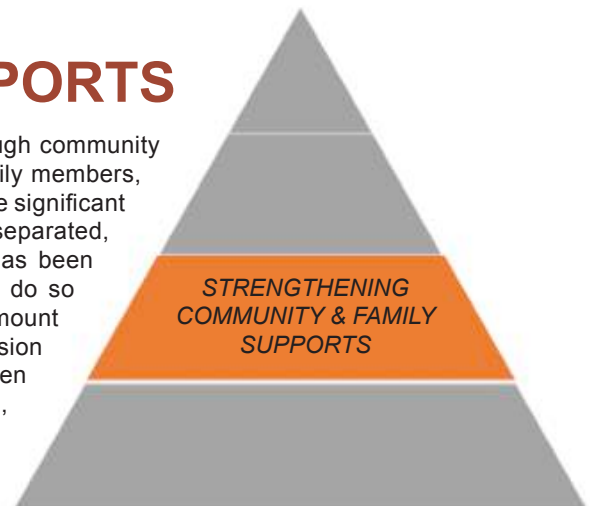 PORTS
ugh community
ily members,
e significant
separated,
as been
do so
mount
sion
en
,
STRENGTHENING
COMMUNITY & FAMILY
SUPPORTS